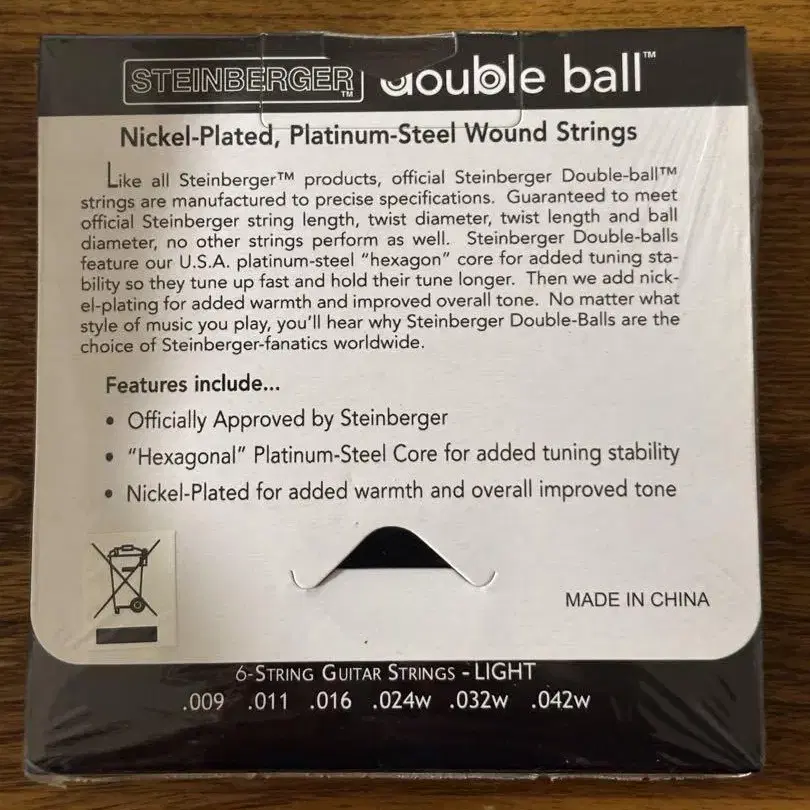 STEINBERGER™ double ball™
Nickel-Plated, Platinum-Steel Wound Strings
Like all Steinberger™ products, official Steinberger Double-ball™
strings are manufactured to precise specifications. Guaranteed to meet
official Steinberger string length, twist diameter, twist length and ball
diameter, no other strings perform as well. Steinberger Double-balls
feature our U.S.A. platinum-steel “hexagon” core for added tuning sta-
bility so they tune up fast and hold their tune longer. Then we add nick-
el-plating for added warmth and improved overall tone. No matter what
style of music you play, you’ll hear why Steinberger Double-Balls are the
choice of Steinberger-fanatics worldwide.
Features include...
• Officially Approved by Steinberger
• “Hexagonal” Platinum-Steel Core for added tuning stability
• Nickel-Plated for added warmth and overall improved tone
MADE IN CHINA
6-STRING GUITAR STRINGS - LIGHT
.009 .011 .016 .024w .032w .042w